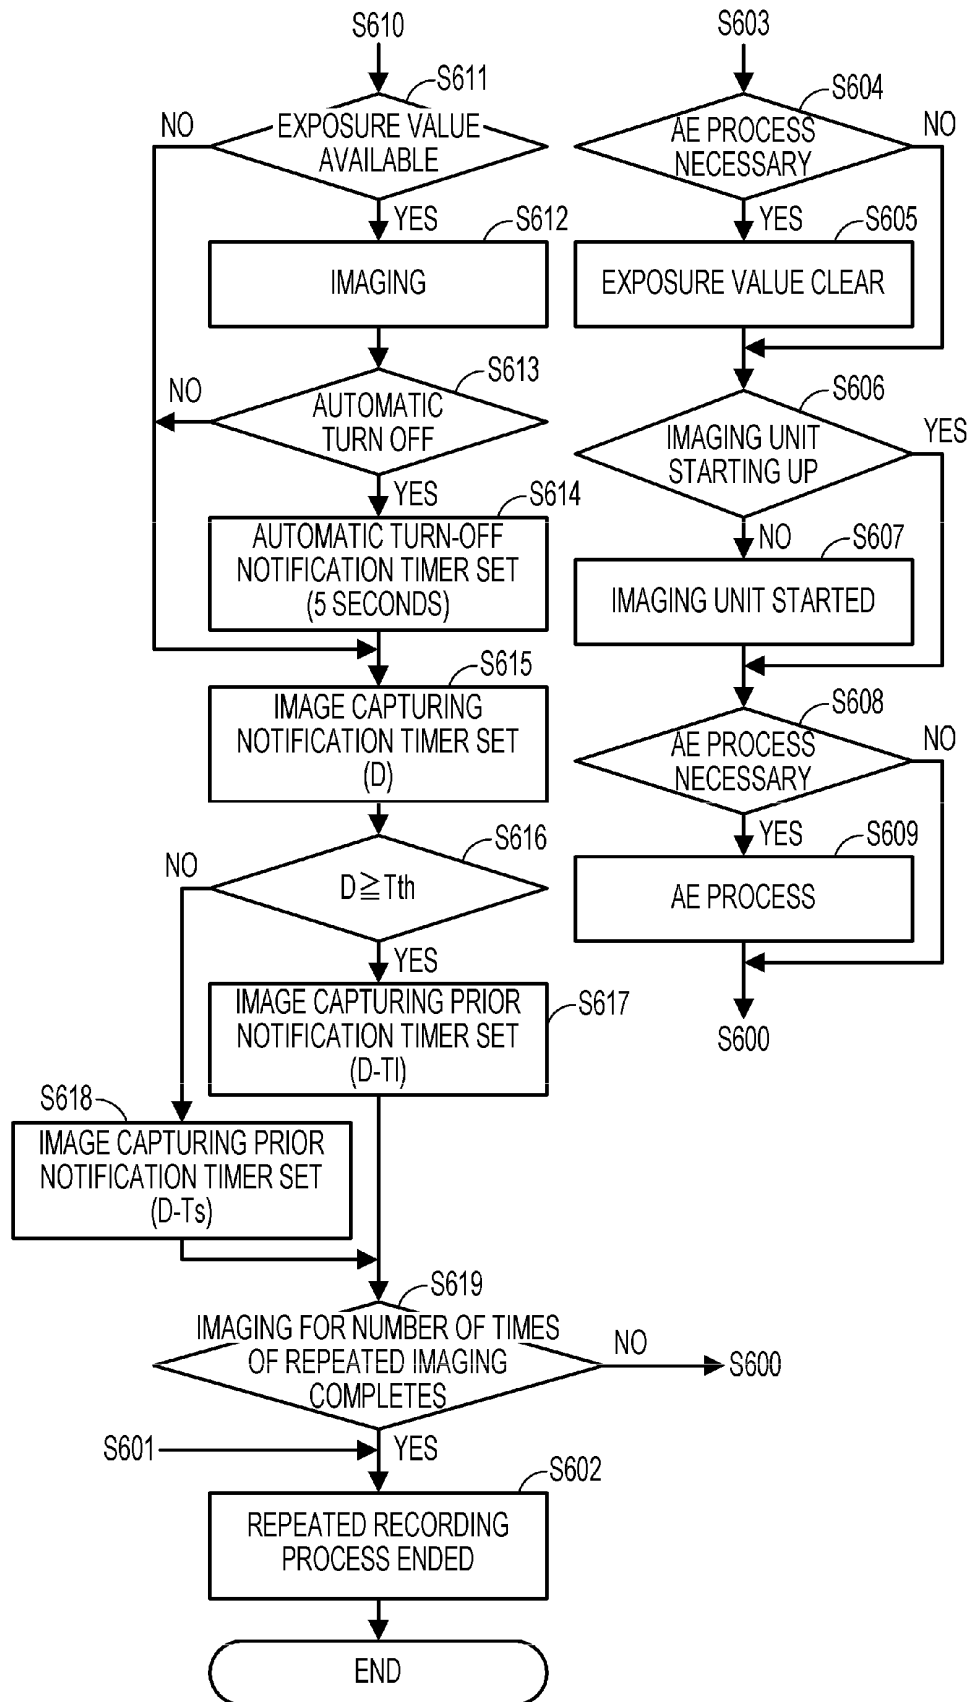 S610
S611
NO
EXPOSURE VALUE
AVAILABLE
YES
S612
IMAGING
S613
NO
AUTOMATIC
TURN OFF
YES
S614
AUTOMATIC TURN-OFF
NOTIFICATION TIMER SET
(5 SECONDS)
S615
IMAGE CAPTURING
NOTIFICATION TIMER SET
(D)
S616
NO
D≧Tth
YES
IMAGE CAPTURING PRIOR
NOTIFICATION TIMER SET
(D-Tl)
S617
S618
IMAGE CAPTURING PRIOR
NOTIFICATION TIMER SET
(D-Ts)
S619
IMAGING FOR NUMBER OF TIMES
OF REPEATED IMAGING
COMPLETES
NO
S600
S601
YES
S602
REPEATED RECORDING
PROCESS ENDED
END
S603
S604
AE PROCESS
NECESSARY
NO
YES
S605
EXPOSURE VALUE CLEAR
S606
IMAGING UNIT
STARTING UP
YES
NO
S607
IMAGING UNIT STARTED
S608
AE PROCESS
NECESSARY
NO
YES
S609
AE PROCESS
S600